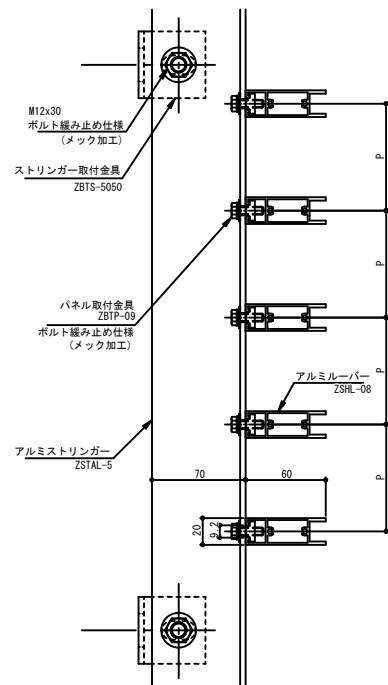 M12x30
ボルト緩み止め仕様
(メック加工)
ストリンガー取付金具
ZBTS-5050
パネル取付金具
ZBTP-09
ボルト緩み止め仕様
(メック加工)
アルミルーバー
ZSHL-08
アルミストリンガー
ZSTAL-5
70
60
20
9.2
P
P
P
P